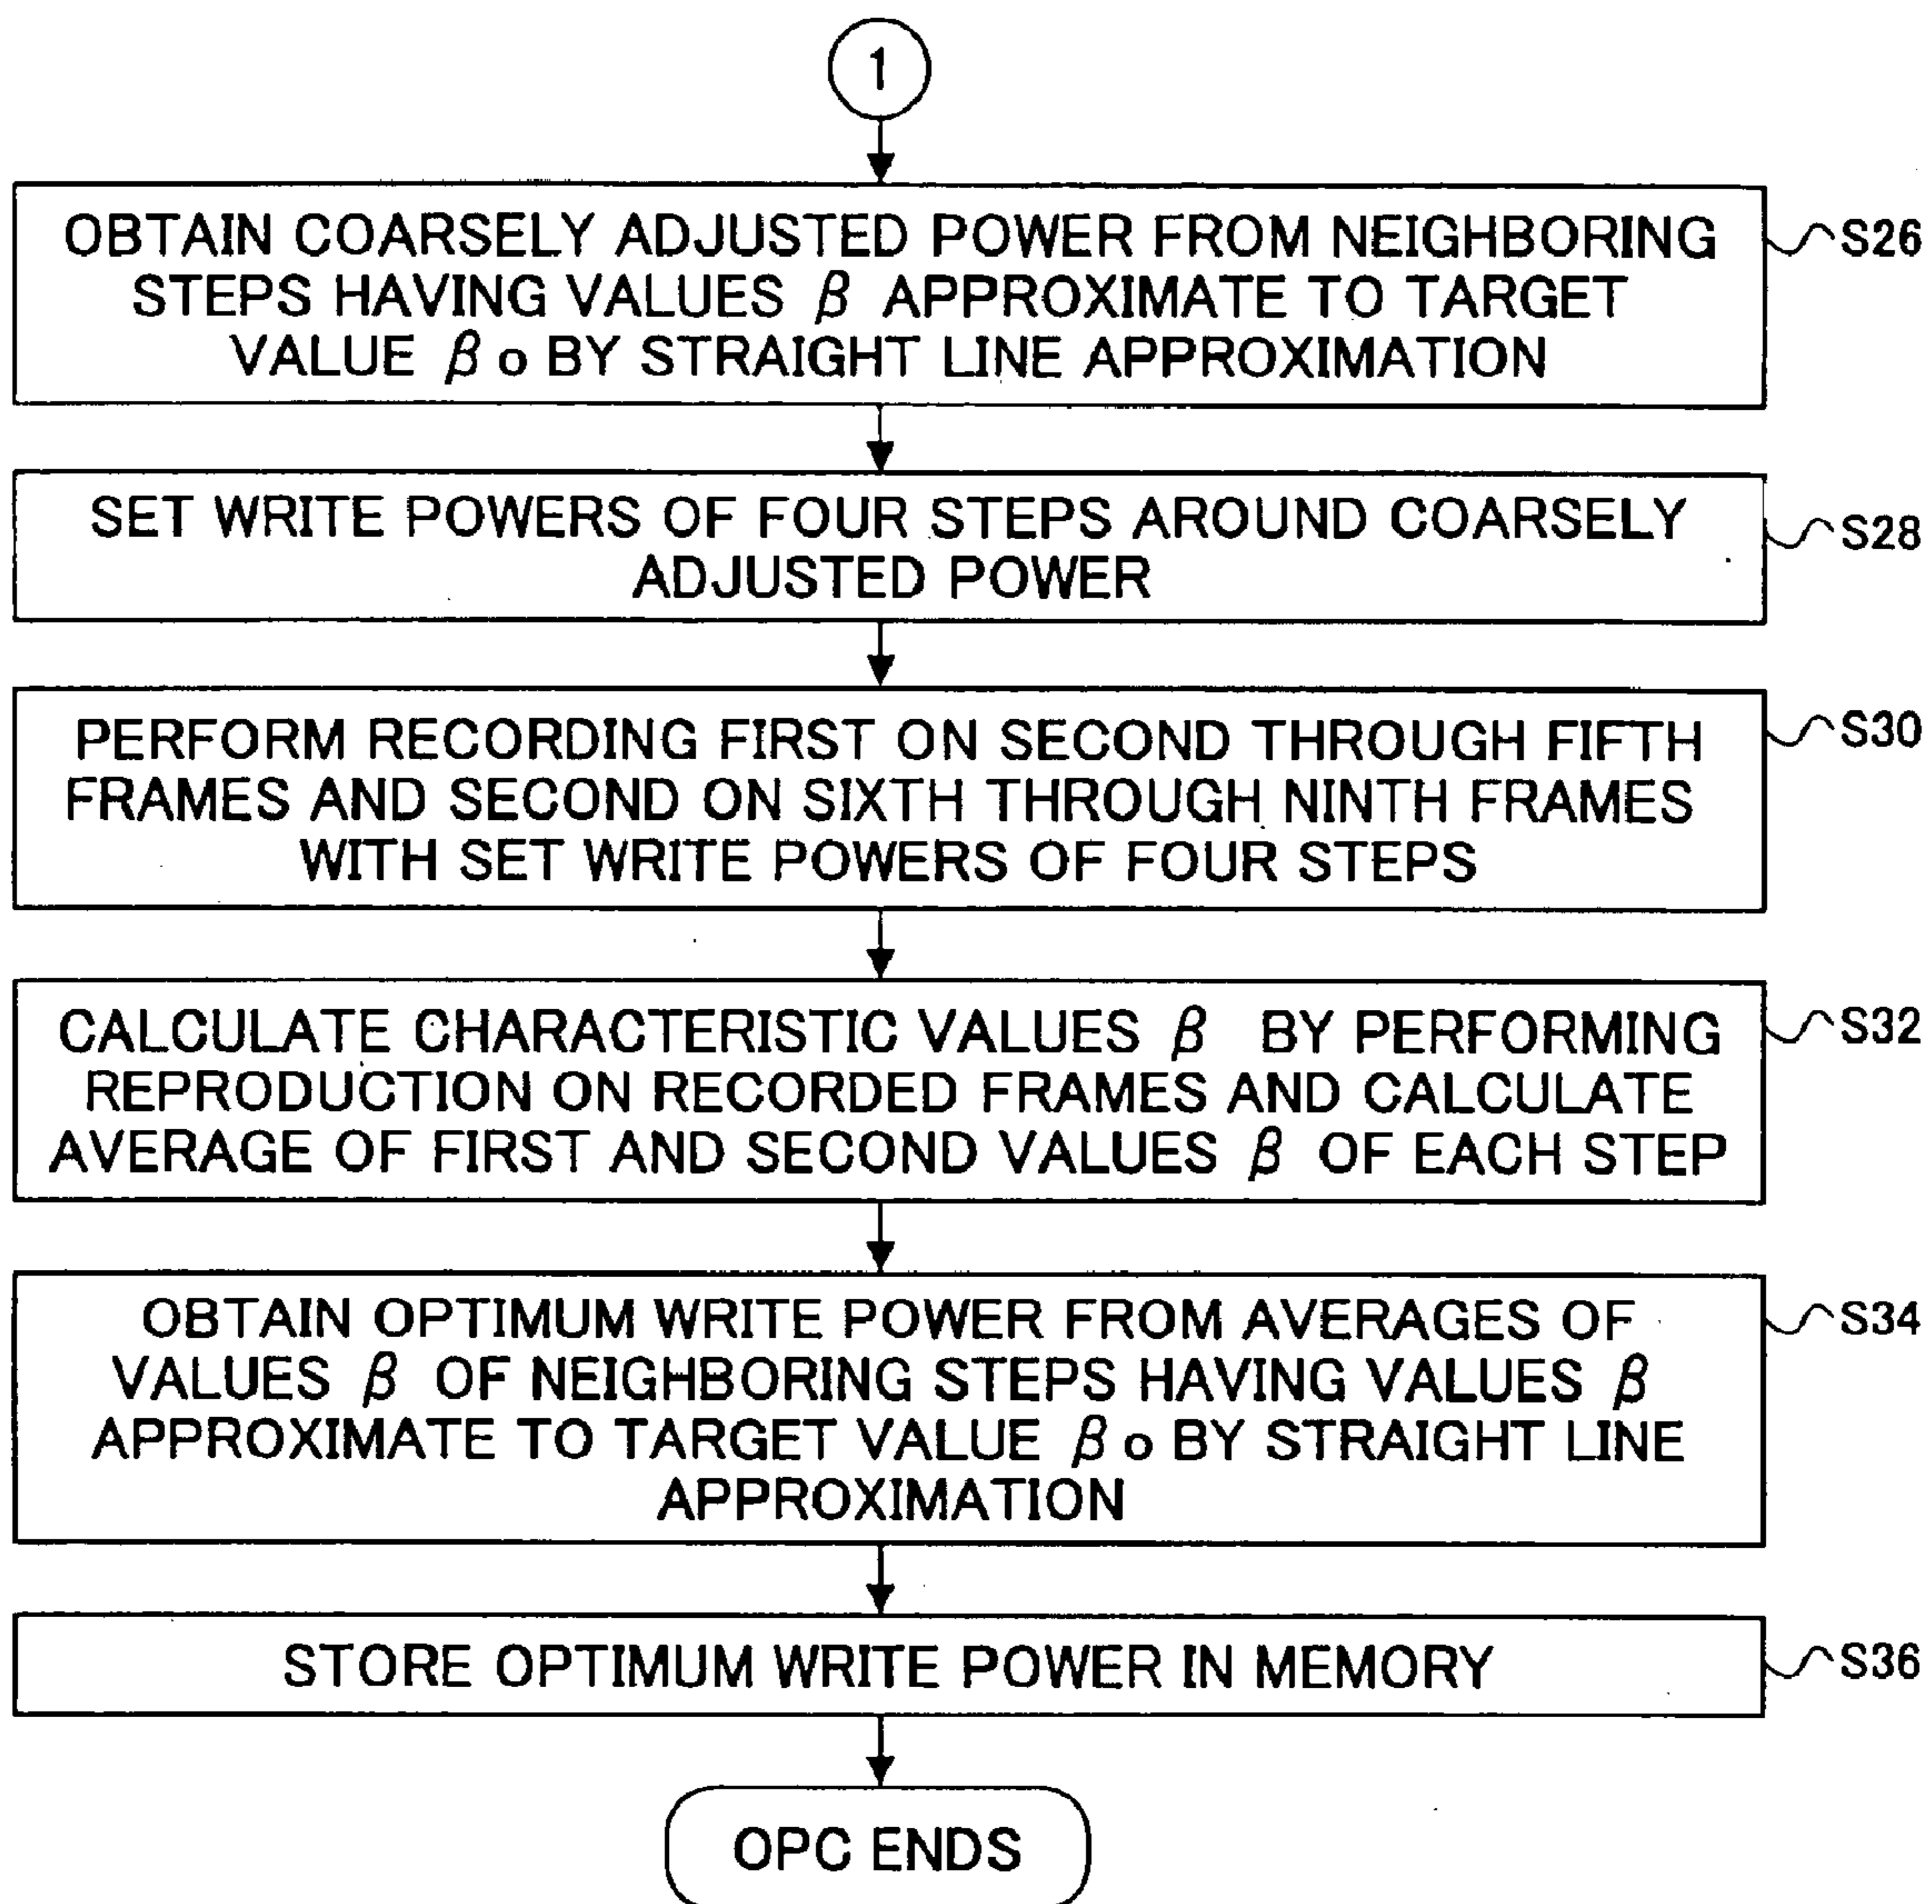 1
OBTAIN COARSELY ADJUSTED POWER FROM NEIGHBORING
STEPS HAVING VALUES β APPROXIMATE TO TARGET
VALUE β o BY STRAIGHT LINE APPROXIMATION
S26
SET WRITE POWERS OF FOUR STEPS AROUND COARSELY
ADJUSTED POWER
S28
PERFORM RECORDING FIRST ON SECOND THROUGH FIFTH
FRAMES AND SECOND ON SIXTH THROUGH NINTH FRAMES
WITH SET WRITE POWERS OF FOUR STEPS
S30
CALCULATE CHARACTERISTIC VALUES β BY PERFORMING
REPRODUCTION ON RECORDED FRAMES AND CALCULATE
AVERAGE OF FIRST AND SECOND VALUES β OF EACH STEP
S32
OBTAIN OPTIMUM WRITE POWER FROM AVERAGES OF
VALUES β OF NEIGHBORING STEPS HAVING VALUES β
APPROXIMATE TO TARGET VALUE β o BY STRAIGHT LINE
APPROXIMATION
S34
STORE OPTIMUM WRITE POWER IN MEMORY
S36
OPC ENDS